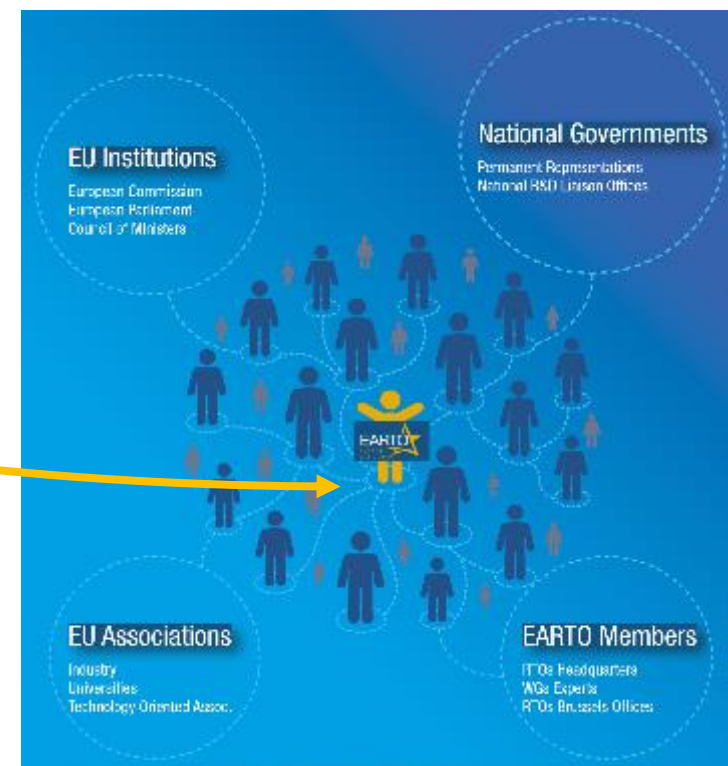 EU Institutions
European Commission
European Parliament
Council of Ministers
National Governments
Permanent Representations
National R&D Liaison Offices
EARTO
EU Associations
Industry
Universities
Technology Oriented Assoc.
EARTO Members
RTOs Headquarters
WGs Experts
RTOs Brussels Offices